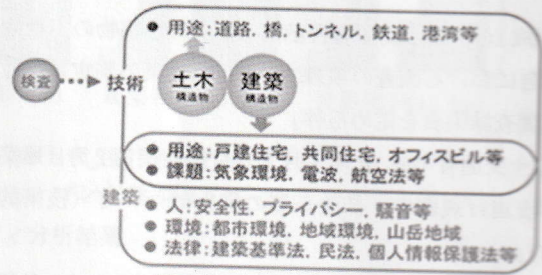 ● 用途：道路, 橋, トンネル, 鉄道, 港湾等
検査
技術
土木
構造物
建築
構造物
● 用途：戸建住宅, 共同住宅, オフィスビル等
● 課題：気象環境, 電波, 航空法等
建築
● 人：安全性, プライバシー, 騒音等
● 環境：都市環境, 地域環境, 山岳地域
● 法律：建築基準法, 民法, 個人情報保護法等